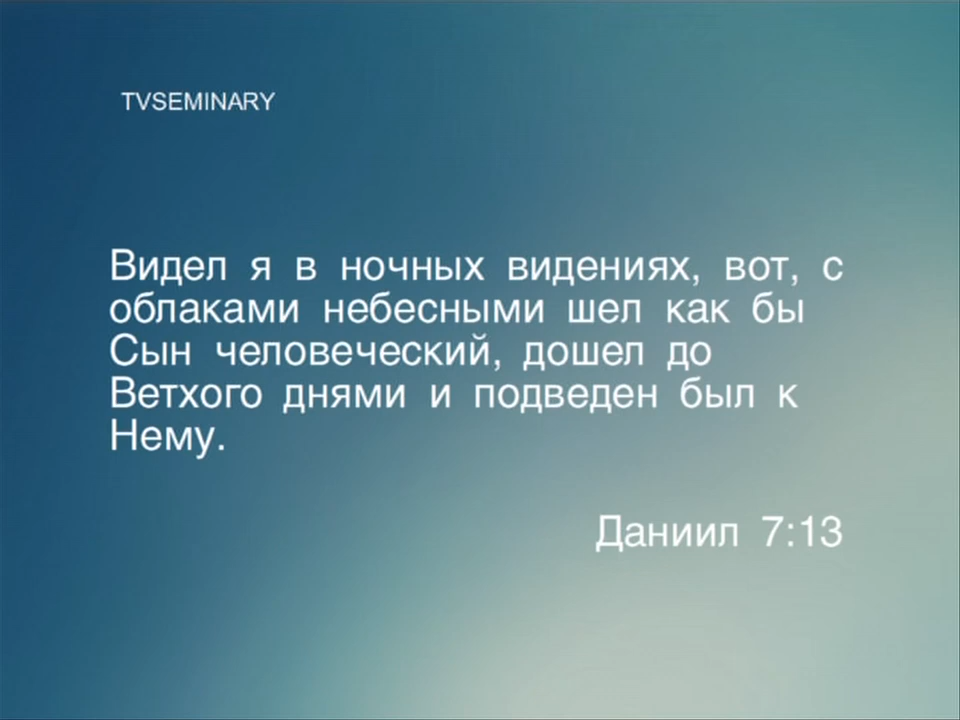 TVSEMINARY
Видел я в ночных видениях, вот, с
облаками небесными шел как бы
Сын человеческий, дошел до
Ветхого днями и подведен был к
Нему.
Даниил 7:13